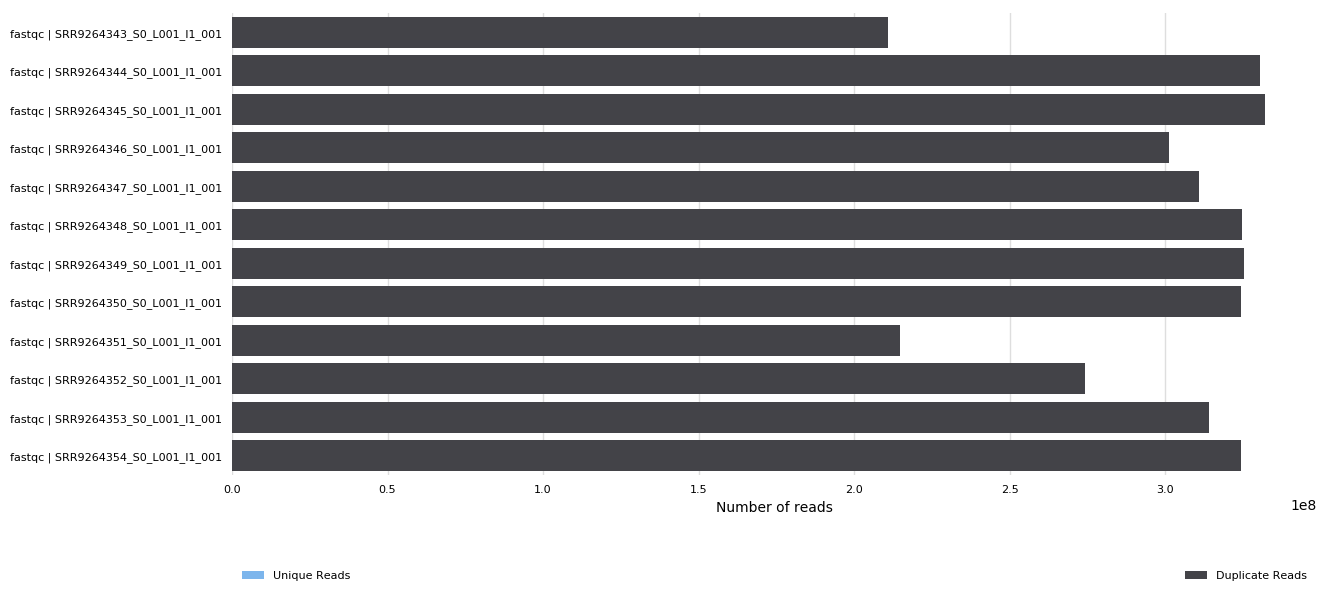 fastqc | SRR9264343_S0_L001_I1_001
fastqc | SRR9264344_S0_L001_I1_001
fastqc | SRR9264345_S0_L001_I1_001
fastqc | SRR9264346_S0_L001_I1_001
fastqc | SRR9264347_S0_L001_I1_001
fastqc | SRR9264348_S0_L001_I1_001
fastqc | SRR9264349_S0_L001_I1_001
fastqc | SRR9264350_S0_L001_I1_001
fastqc | SRR9264351_S0_L001_I1_001
fastqc | SRR9264352_S0_L001_I1_001
fastqc | SRR9264353_S0_L001_I1_001
fastqc | SRR9264354_S0_L001_I1_001
0.0 0.5 1.0 1.5 2.0 2.5 3.0
Number of reads
1e8
Unique Reads Duplicate Reads